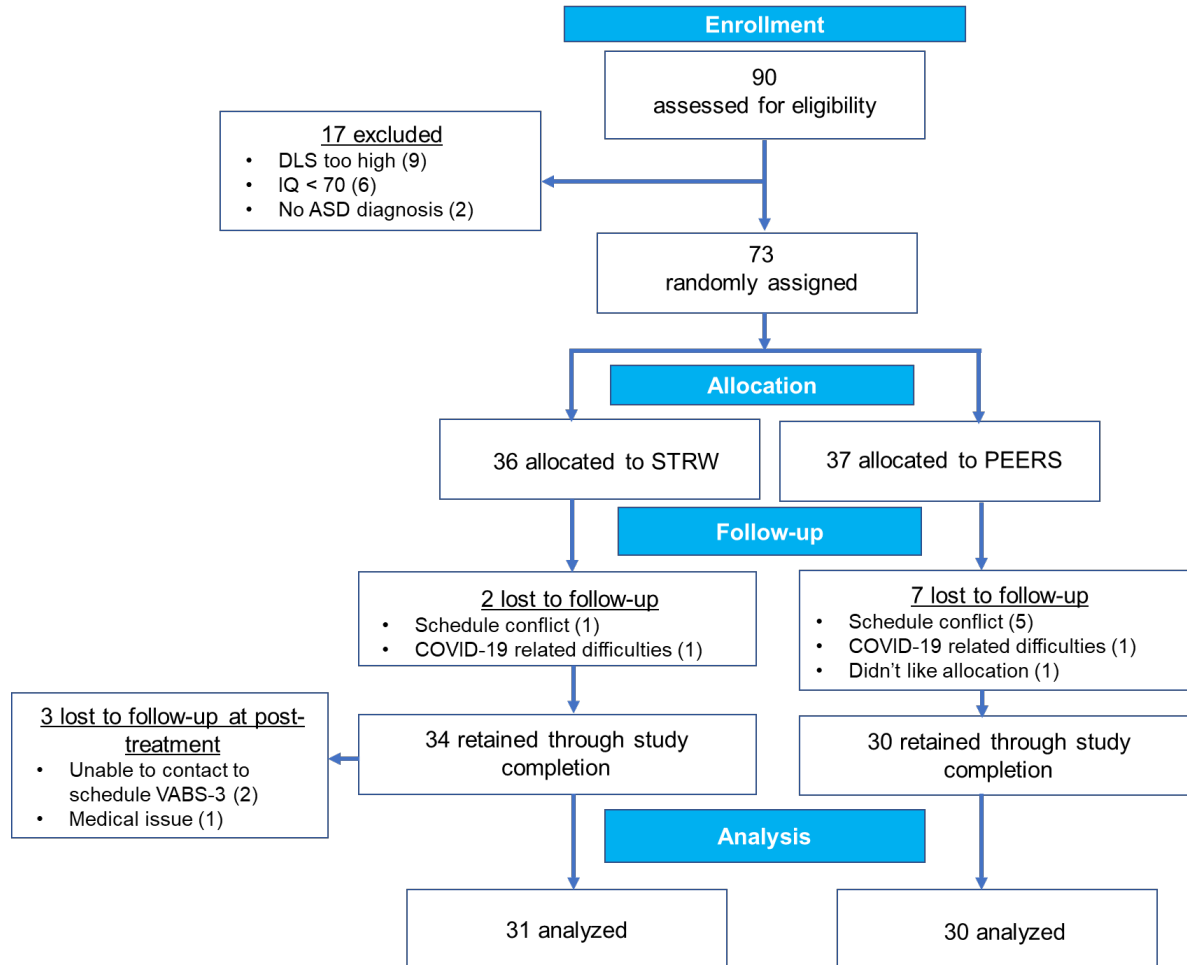 Enrollment
90
assessed for eligibility
17 excluded
• DLS too high (9)
• IQ < 70 (6)
• No ASD diagnosis (2)
73
randomly assigned
Allocation
36 allocated to STRW
37 allocated to PEERS
Follow-up
2 lost to follow-up
• Schedule conflict (1)
• COVID-19 related difficulties (1)
7 lost to follow-up
• Schedule conflict (5)
• COVID-19 related difficulties (1)
• Didn’t like allocation (1)
3 lost to follow-up at post-
treatment
• Unable to contact to
schedule VABS-3 (2)
• Medical issue (1)
34 retained through study
completion
30 retained through study
completion
Analysis
31 analyzed
30 analyzed